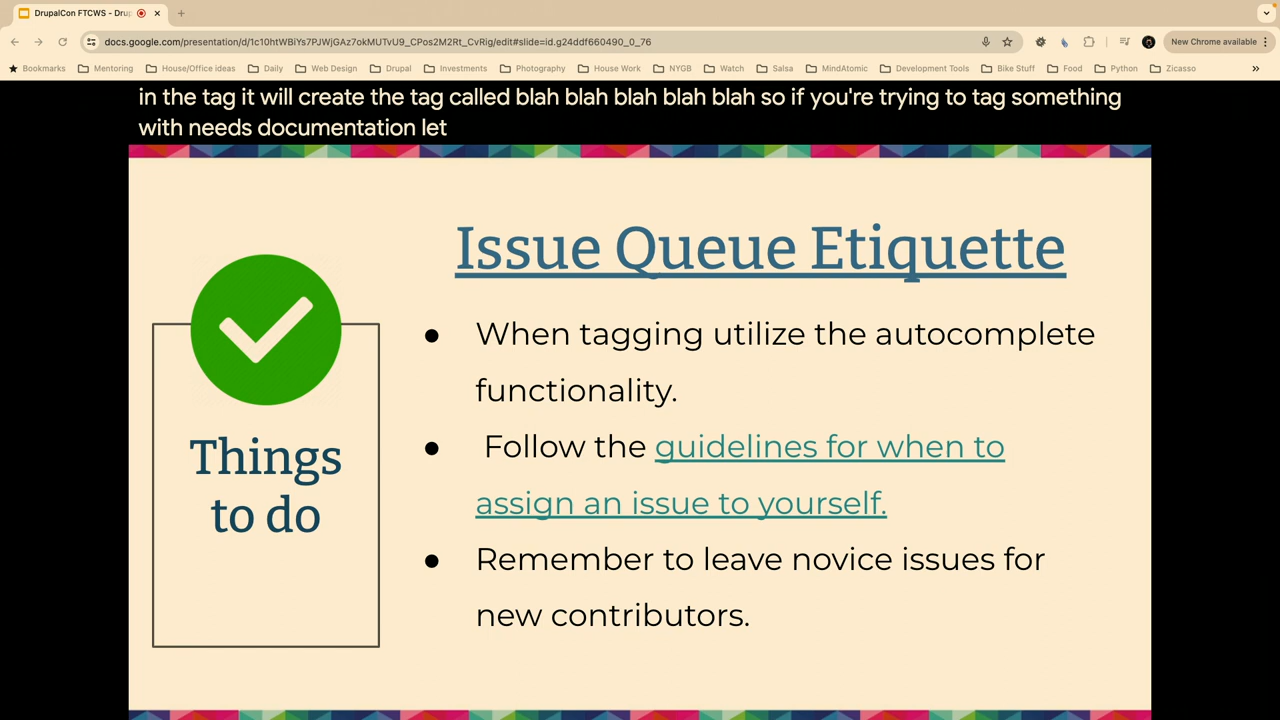 DrupalCon FTCWS - Drup
docs.google.com/presentation/d/1c10htWBiYs7PJWjGAz7okMUTvU9_CPos2M2Rt_CvRig/edit#slide=id.g24ddf660490_0_76
New Chrome available
Bookmarks Mentoring House/Office ideas Daily Web Design Drupal Investments Photography House Work NYGB Watch Salsa MindAtomic Development Tools Bike Stuff Food Python Zicasso
in the tag it will create the tag called blah blah blah blah blah so if you're trying to tag something
with needs documentation let
Issue Queue Etiquette
Things
to do
● When tagging utilize the autocomplete
functionality.
● Follow the guidelines for when to
assign an issue to yourself.
● Remember to leave novice issues for
new contributors.